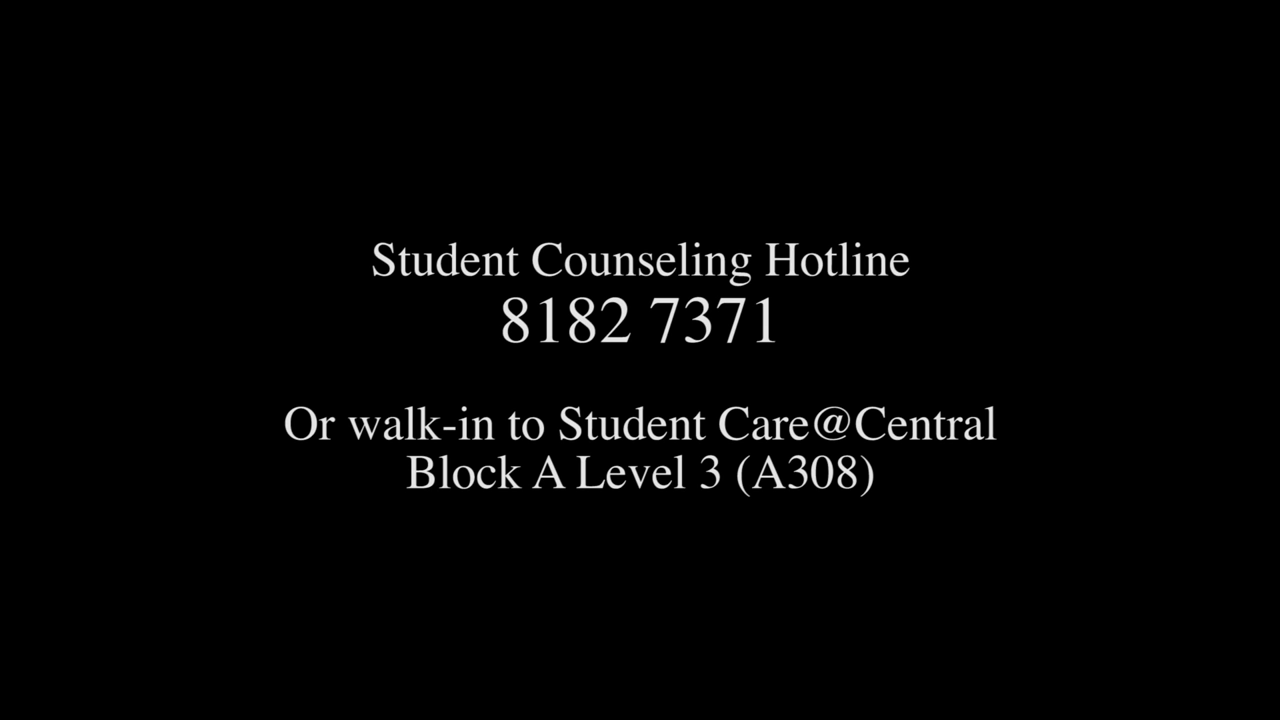 Student Counseling Hotline
8182 7371
Or walk-in to Student Care@Central
Block A Level 3 (A308)